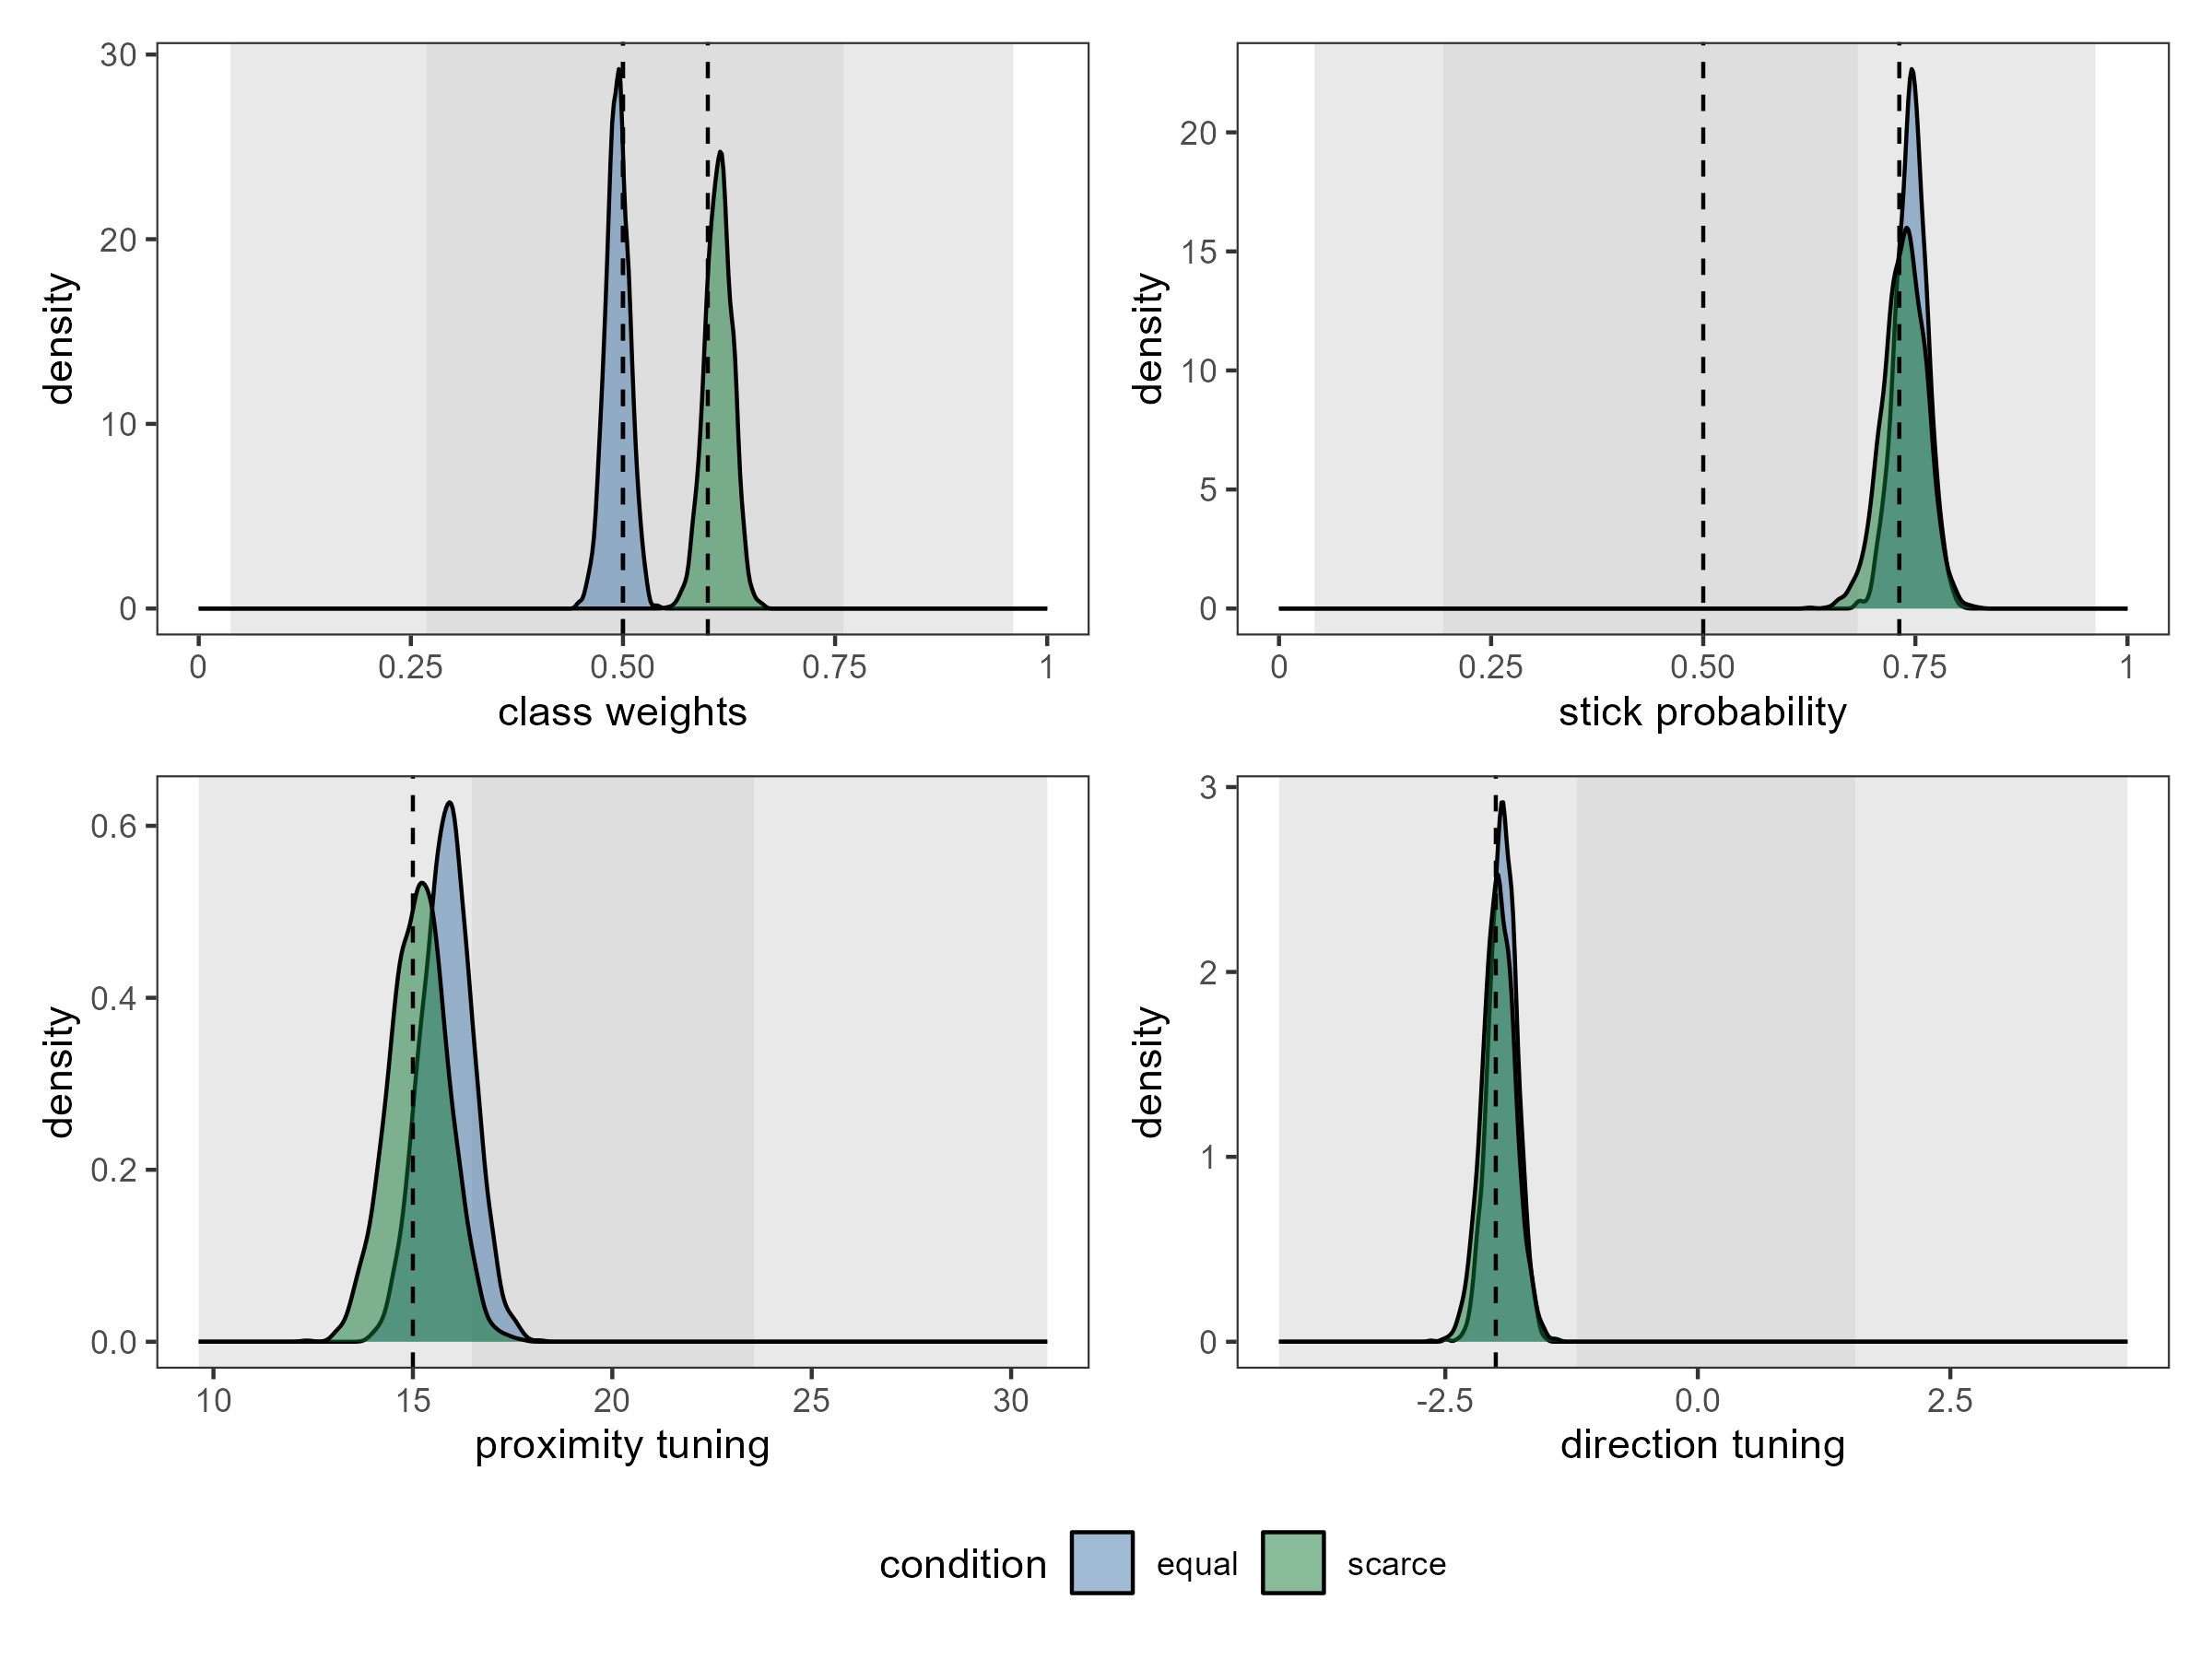 30
20
10
0
density
0 0.25 0.50 0.75 1
class weights
20
15
10
5
0
density
0 0.25 0.50 0.75 1
stick probability
0.6
0.4
0.2
0.0
density
10 15 20 25 30
proximity tuning
3
2
1
0
density
-2.5 0.0 2.5
direction tuning
condition equal scarce